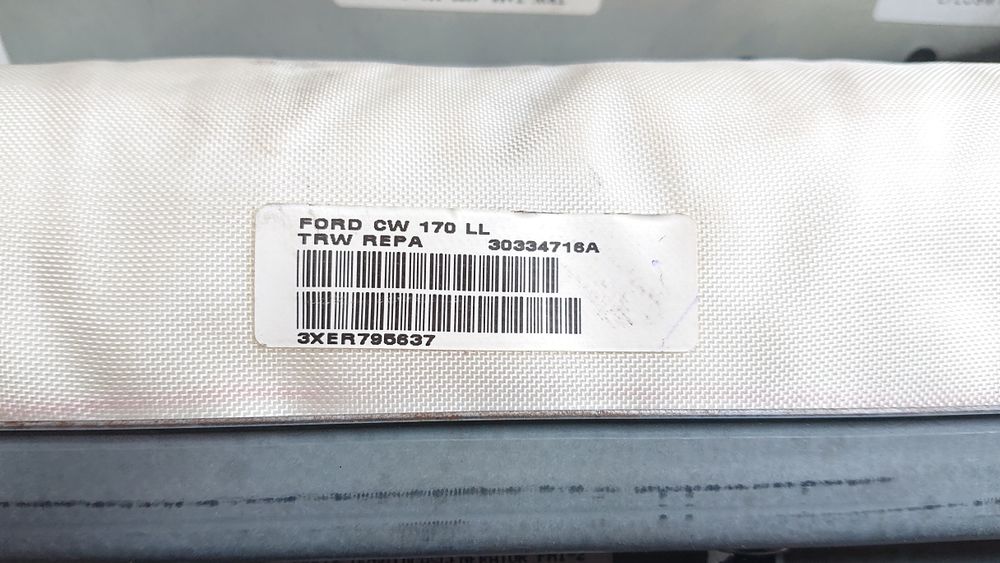 FORD CW 170 LL
TRW REPA 30334716A
3XER795637